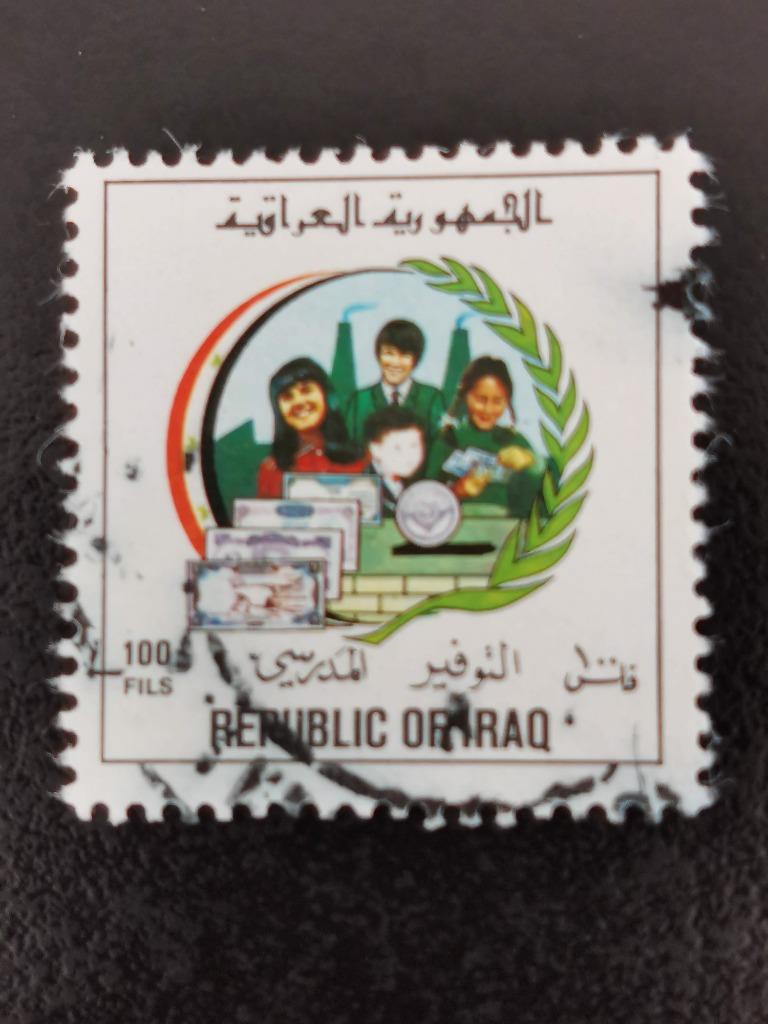 الجمهورية العراقية
100 التوفير المدرسي ١٠٠
FILS فلس
REPUBLIC OF IRAQ